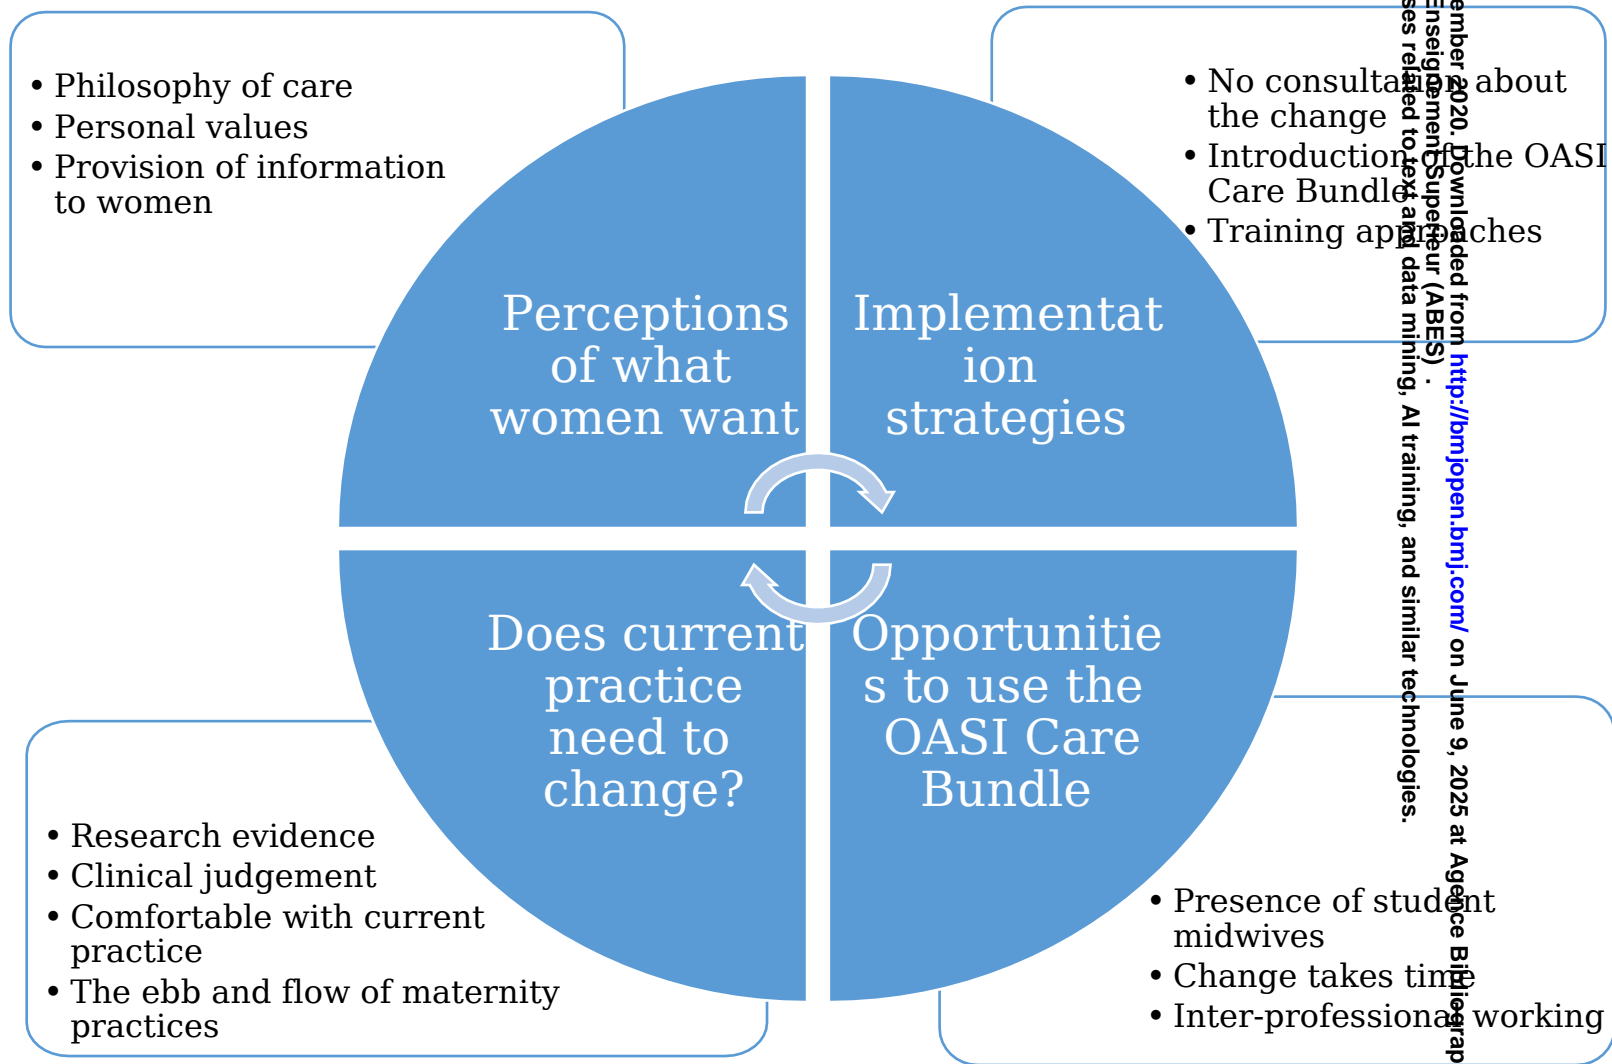 • Philosophy of care
• Personal values
• Provision of information
to women
• No consultation about
the change
• Introduction of the OASI
Care Bundle
• Training approaches
Perceptions
of what
women want
Implementat
ion
strategies
Does current
practice
need to
change?
Opportunitie
s to use the
OASI Care
Bundle
• Research evidence
• Clinical judgement
• Comfortable with current
practice
• The ebb and flow of maternity
practices
• Presence of student
midwives
• Change takes time
• Inter-professional working
ember 2020. Downloaded from http://bmjopen.bmj.com/ on June 9, 2025 at Agence Bibliograp
Enseignement Superieur (ABES) .
ses related to text and data mining, AI training, and similar technologies.